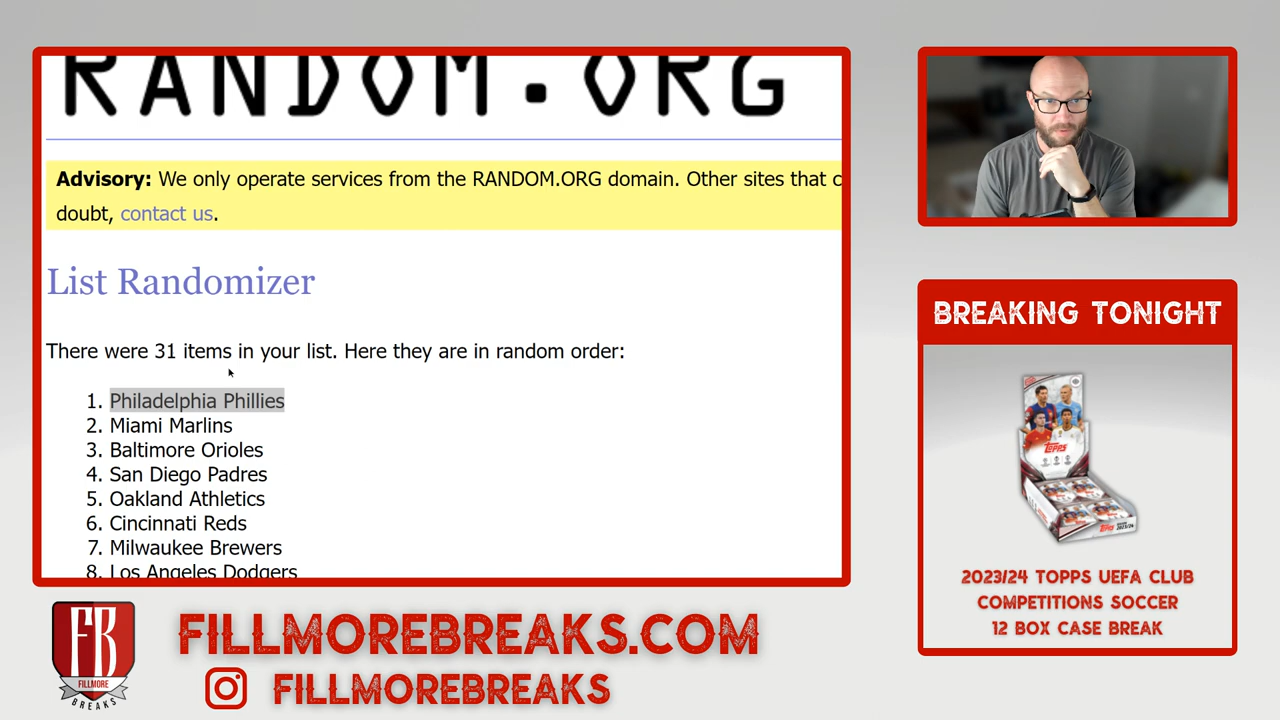 RANDOM.ORG
Advisory: We only operate services from the RANDOM.ORG domain. Other sites that c
doubt, contact us.
List Randomizer
There were 31 items in your list. Here they are in random order:
1. Philadelphia Phillies
2. Miami Marlins
3. Baltimore Orioles
4. San Diego Padres
5. Oakland Athletics
6. Cincinnati Reds
7. Milwaukee Brewers
8. Los Angeles Dodgers
BREAKING TONIGHT
Topps
2023/24 TOPPS UEFA CLUB
COMPETITIONS SOCCER
12 BOX CASE BREAK
FB
FILLMORE
BREAKS
FILLMOREBREAKS.COM
FILLMOREBREAKS